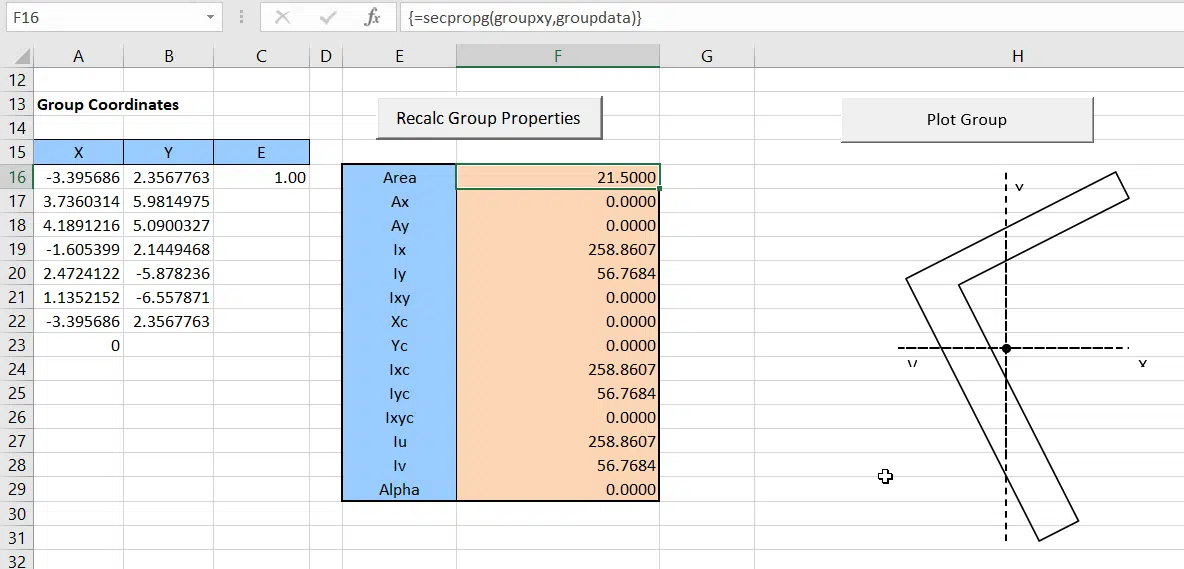 F16 fx {=secpropg(groupxy,groupdata)}
A B C D E F G H
12
13 Group Coordinates Recalc Group Properties Plot Group
14
15 X Y E
16 -3.395686 2.3567763 1.00 Area 21.5000
17 3.7360314 5.9814975 Ax 0.0000
18 4.1891216 5.0900327 Ay 0.0000
19 -1.605399 2.1449468 Ix 258.8607
20 2.4724122 -5.878236 Iy 56.7684
21 1.1352152 -6.557871 Ixy 0.0000
22 -3.395686 2.3567763 Xc 0.0000
23 0 Yc 0.0000
24 Ixc 258.8607
25 Iyc 56.7684
26 Ixyc 0.0000
27 Iu 258.8607
28 Iv 56.7684
29 Alpha 0.0000
30
31
32